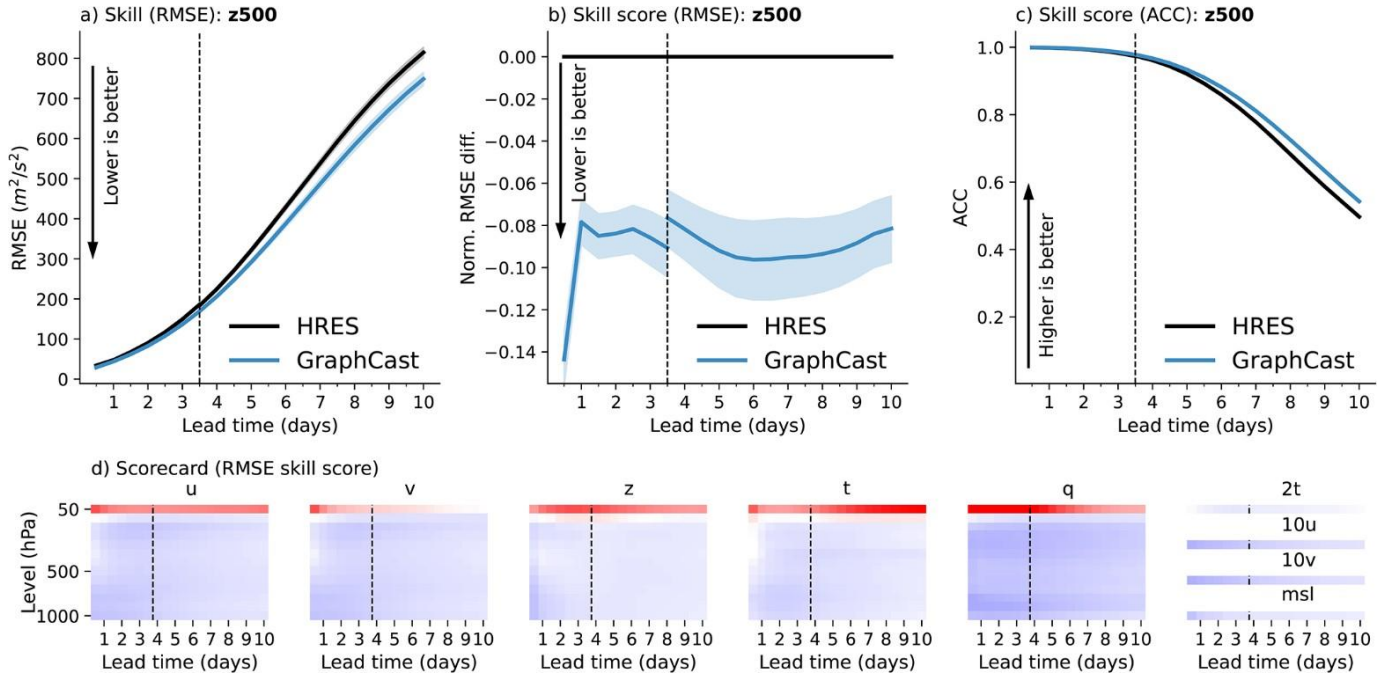 a) Skill (RMSE): z500
Lower is better
RMSE (m²/s²)
800
700
600
500
400
300
200
100
0
HRES
GraphCast
1 2 3 4 5 6 7 8 9 10
Lead time (days)
b) Skill score (RMSE): z500
Lower is better
Norm. RMSE diff.
0.00
−0.02
−0.04
−0.06
−0.08
−0.10
−0.12
−0.14
HRES
GraphCast
1 2 3 4 5 6 7 8 9 10
Lead time (days)
c) Skill score (ACC): z500
Higher is better
ACC
1.0
0.8
0.6
0.4
0.2
HRES
GraphCast
1 2 3 4 5 6 7 8 9 10
Lead time (days)
d) Scorecard (RMSE skill score)
Level (hPa)
50
500
1000
u
1 2 3 4 5 6 7 8 9 10
Lead time (days)
v
1 2 3 4 5 6 7 8 9 10
Lead time (days)
z
1 2 3 4 5 6 7 8 9 10
Lead time (days)
t
1 2 3 4 5 6 7 8 9 10
Lead time (days)
q
1 2 3 4 5 6 7 8 9 10
Lead time (days)
2t
10u
10v
msl
1 2 3 4 5 6 7 8 9 10
Lead time (days)